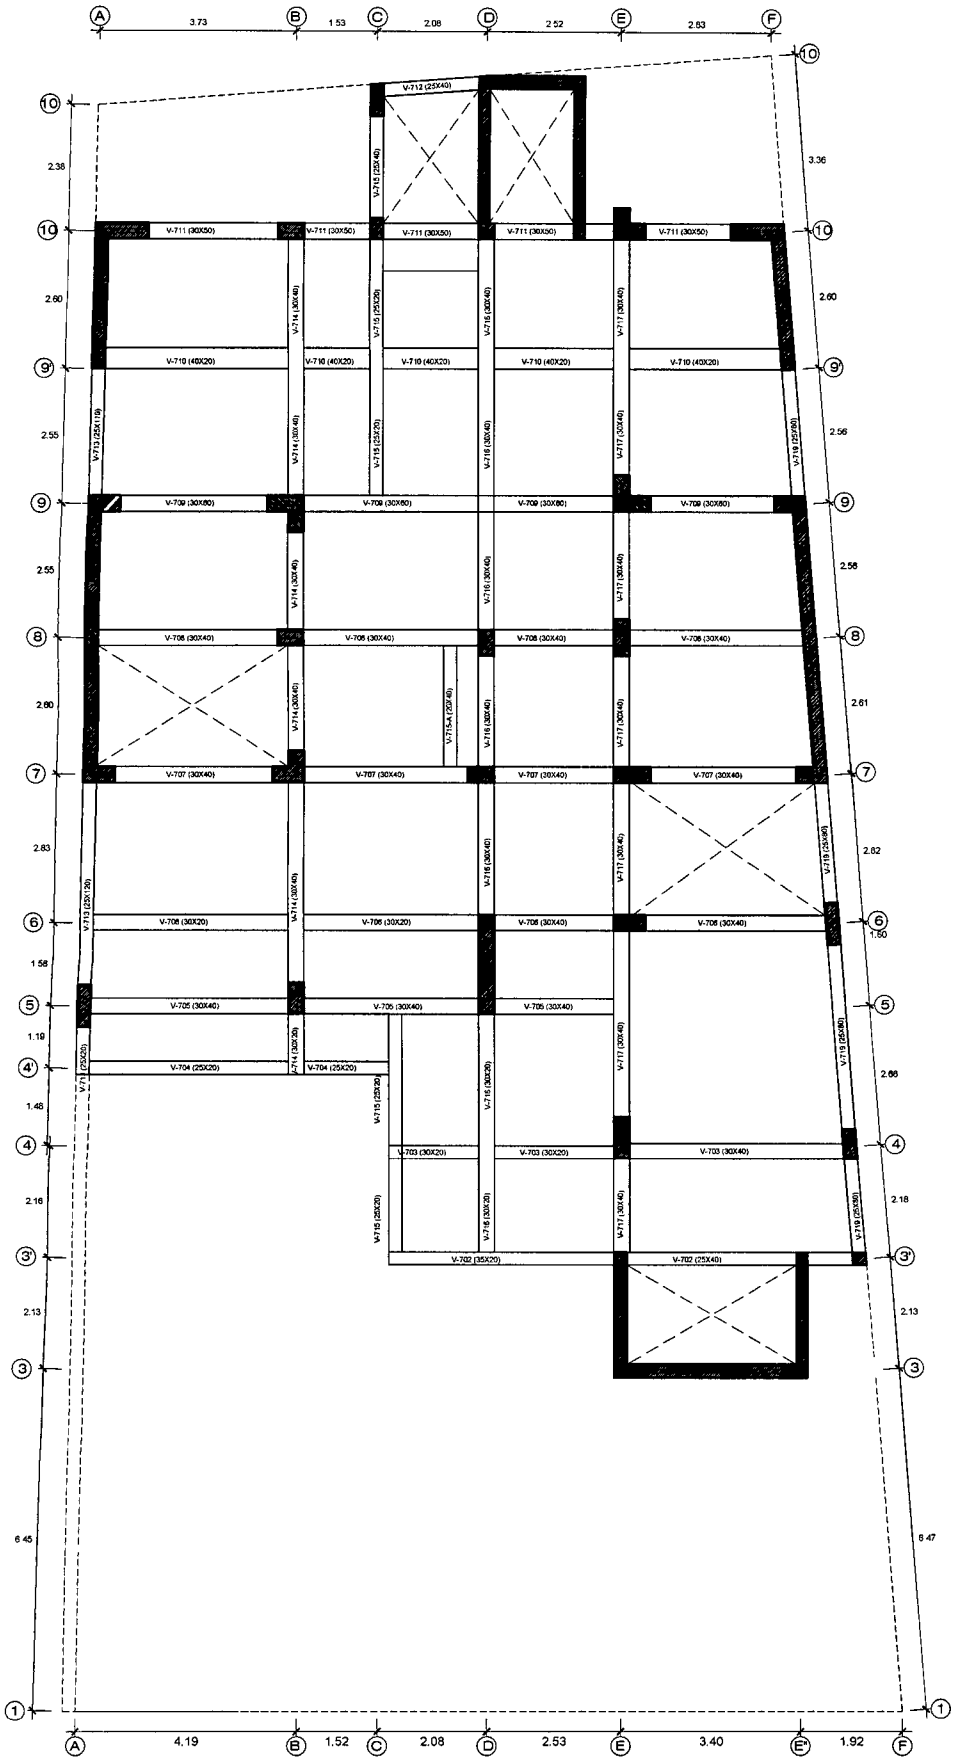 A B C D E F
3.73 1.53 2.08 2.52 2.83
10
10
V-712 (25X40)
2.38
V-715 (25X40)
3.36
10
V-711 (30X50) V-711 (30X50) V-711 (30X50) V-711 (30X50) V-711 (30X50)
10
2.60
V-714 (30X40) V-715 (25X20) V-716 (30X40) V-717 (30X40)
2.60
9'
V-710 (40X20) V-710 (40X20) V-710 (40X20) V-710 (40X20) V-710 (40X20)
9'
2.55
V-713 (25X110) V-714 (30X40) V-715 (25X20) V-716 (30X40) V-717 (30X40) V-719 (25X80)
2.56
9
V-709 (30X60) V-709 (30X60) V-709 (30X60) V-709 (30X60)
9
2.55
V-714 (30X40) V-716 (30X40) V-717 (30X40)
2.58
8
V-708 (30X40) V-708 (30X40) V-708 (30X40) V-708 (30X40)
8
2.60
V-714 (30X40) V-715-A (20X40) V-716 (30X40) V-717 (30X40)
2.61
7
V-707 (30X40) V-707 (30X40) V-707 (30X40) V-707 (30X40)
7
2.83
V-713 (25X120) V-714 (30X40) V-716 (30X40) V-717 (30X40) V-719 (25X80)
2.82
6
V-706 (30X20) V-706 (30X20) V-706 (30X40) V-706 (30X40)
6
1.58
1.60
5
V-705 (30X40) V-705 (30X40) V-705 (30X40)
5
1.19
V-714 (30X20) V-717 (30X40) V-719 (25X80)
4'
V-704 (25X20) V-704 (25X20)
2.66
1.48
V-715 (25X20) V-716 (30X20)
4
V-703 (30X20) V-703 (30X20) V-703 (30X40)
4
2.16
V-715 (25X20) V-716 (30X20) V-717 (30X40) V-719 (25X80)
2.18
3'
V-702 (35X20) V-702 (25X40)
3'
2.13
2.13
3
3
6.45
6.47
1
1
4.19 1.52 2.08 2.53 3.40 1.92
A B C D E E" F